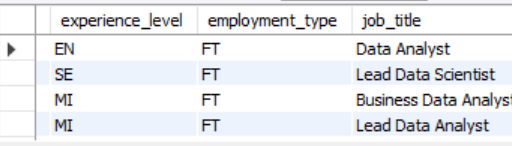 experience_level employment_type job_title
EN FT Data Analyst
SE FT Lead Data Scientist
MI FT Business Data Analyst
MI FT Lead Data Analyst